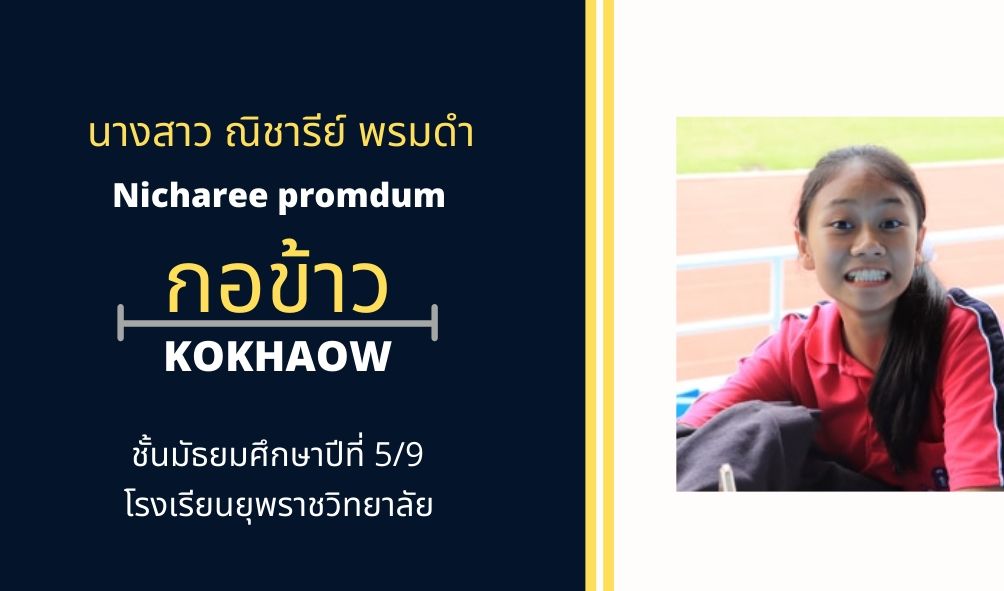 นางสาว ณิชารีย์ พรมดำ
Nicharee promdum
กอข้าว
KOKHAOW
ชั้นมัธยมศึกษาปีที่ 5/9
โรงเรียนยุพราชวิทยาลัย